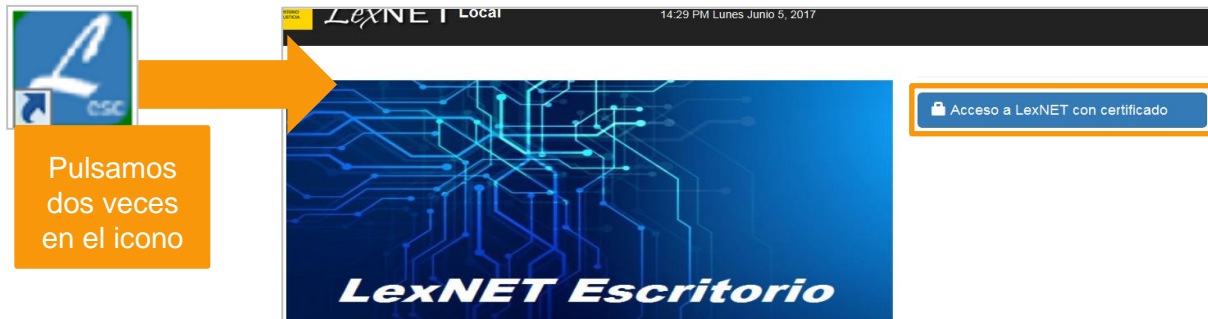 esc
Pulsamos
dos veces
en el icono
LexNET Local
14:29 PM Lunes Junio 5, 2017
Acceso a LexNET con certificado
LexNET Escritorio